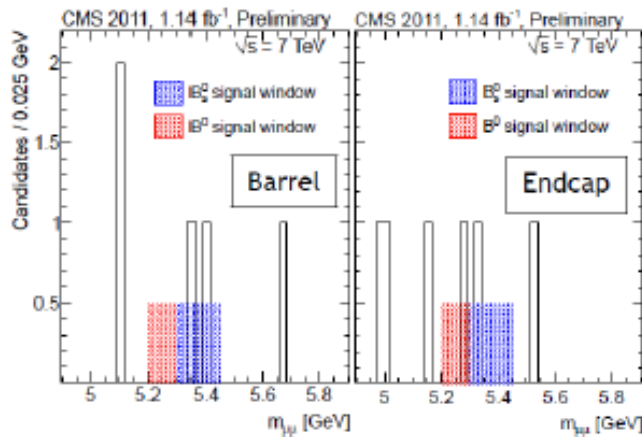 CMS 2011, 1.14 fb⁻¹, Preliminary
√s = 7 TeV
Candidates / 0.025 GeV
B⁰ₛ signal window
B⁰ signal window
Barrel
2
1.5
1
0.5
5 5.2 5.4 5.6 5.8
m_μμ [GeV]
CMS 2011, 1.14 fb⁻¹, Preliminary
√s = 7 TeV
B⁰ₛ signal window
B⁰ signal window
Endcap
5 5.2 5.4 5.6 5.8
m_μμ [GeV]